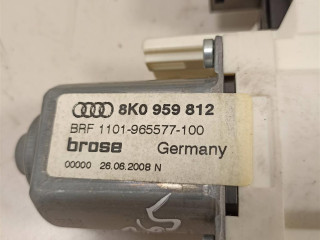 8K0 959 812
BRF 1101-965577-100
brose Germany
00000 26.06.2008 N